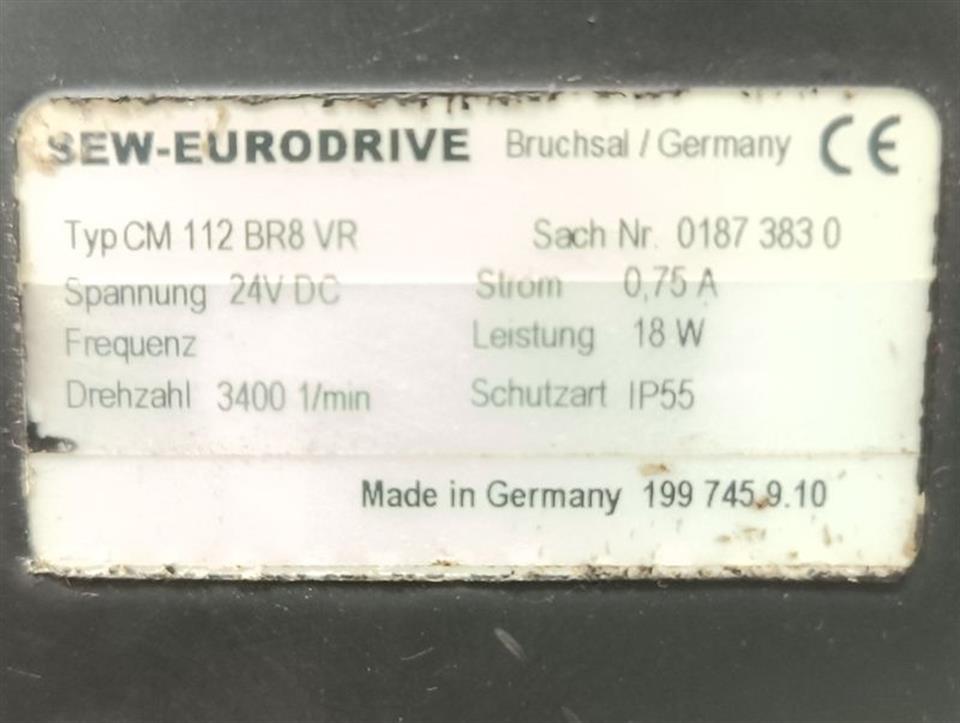 SEW-EURODRIVE Bruchsal / Germany CE
Typ CM 112 BR8 VR Sach Nr. 0187 383 0
Spannung 24V DC Strom 0,75 A
Frequenz Leistung 18 W
Drehzahl 3400 1/min Schutzart IP55
Made in Germany 199 745 9.10